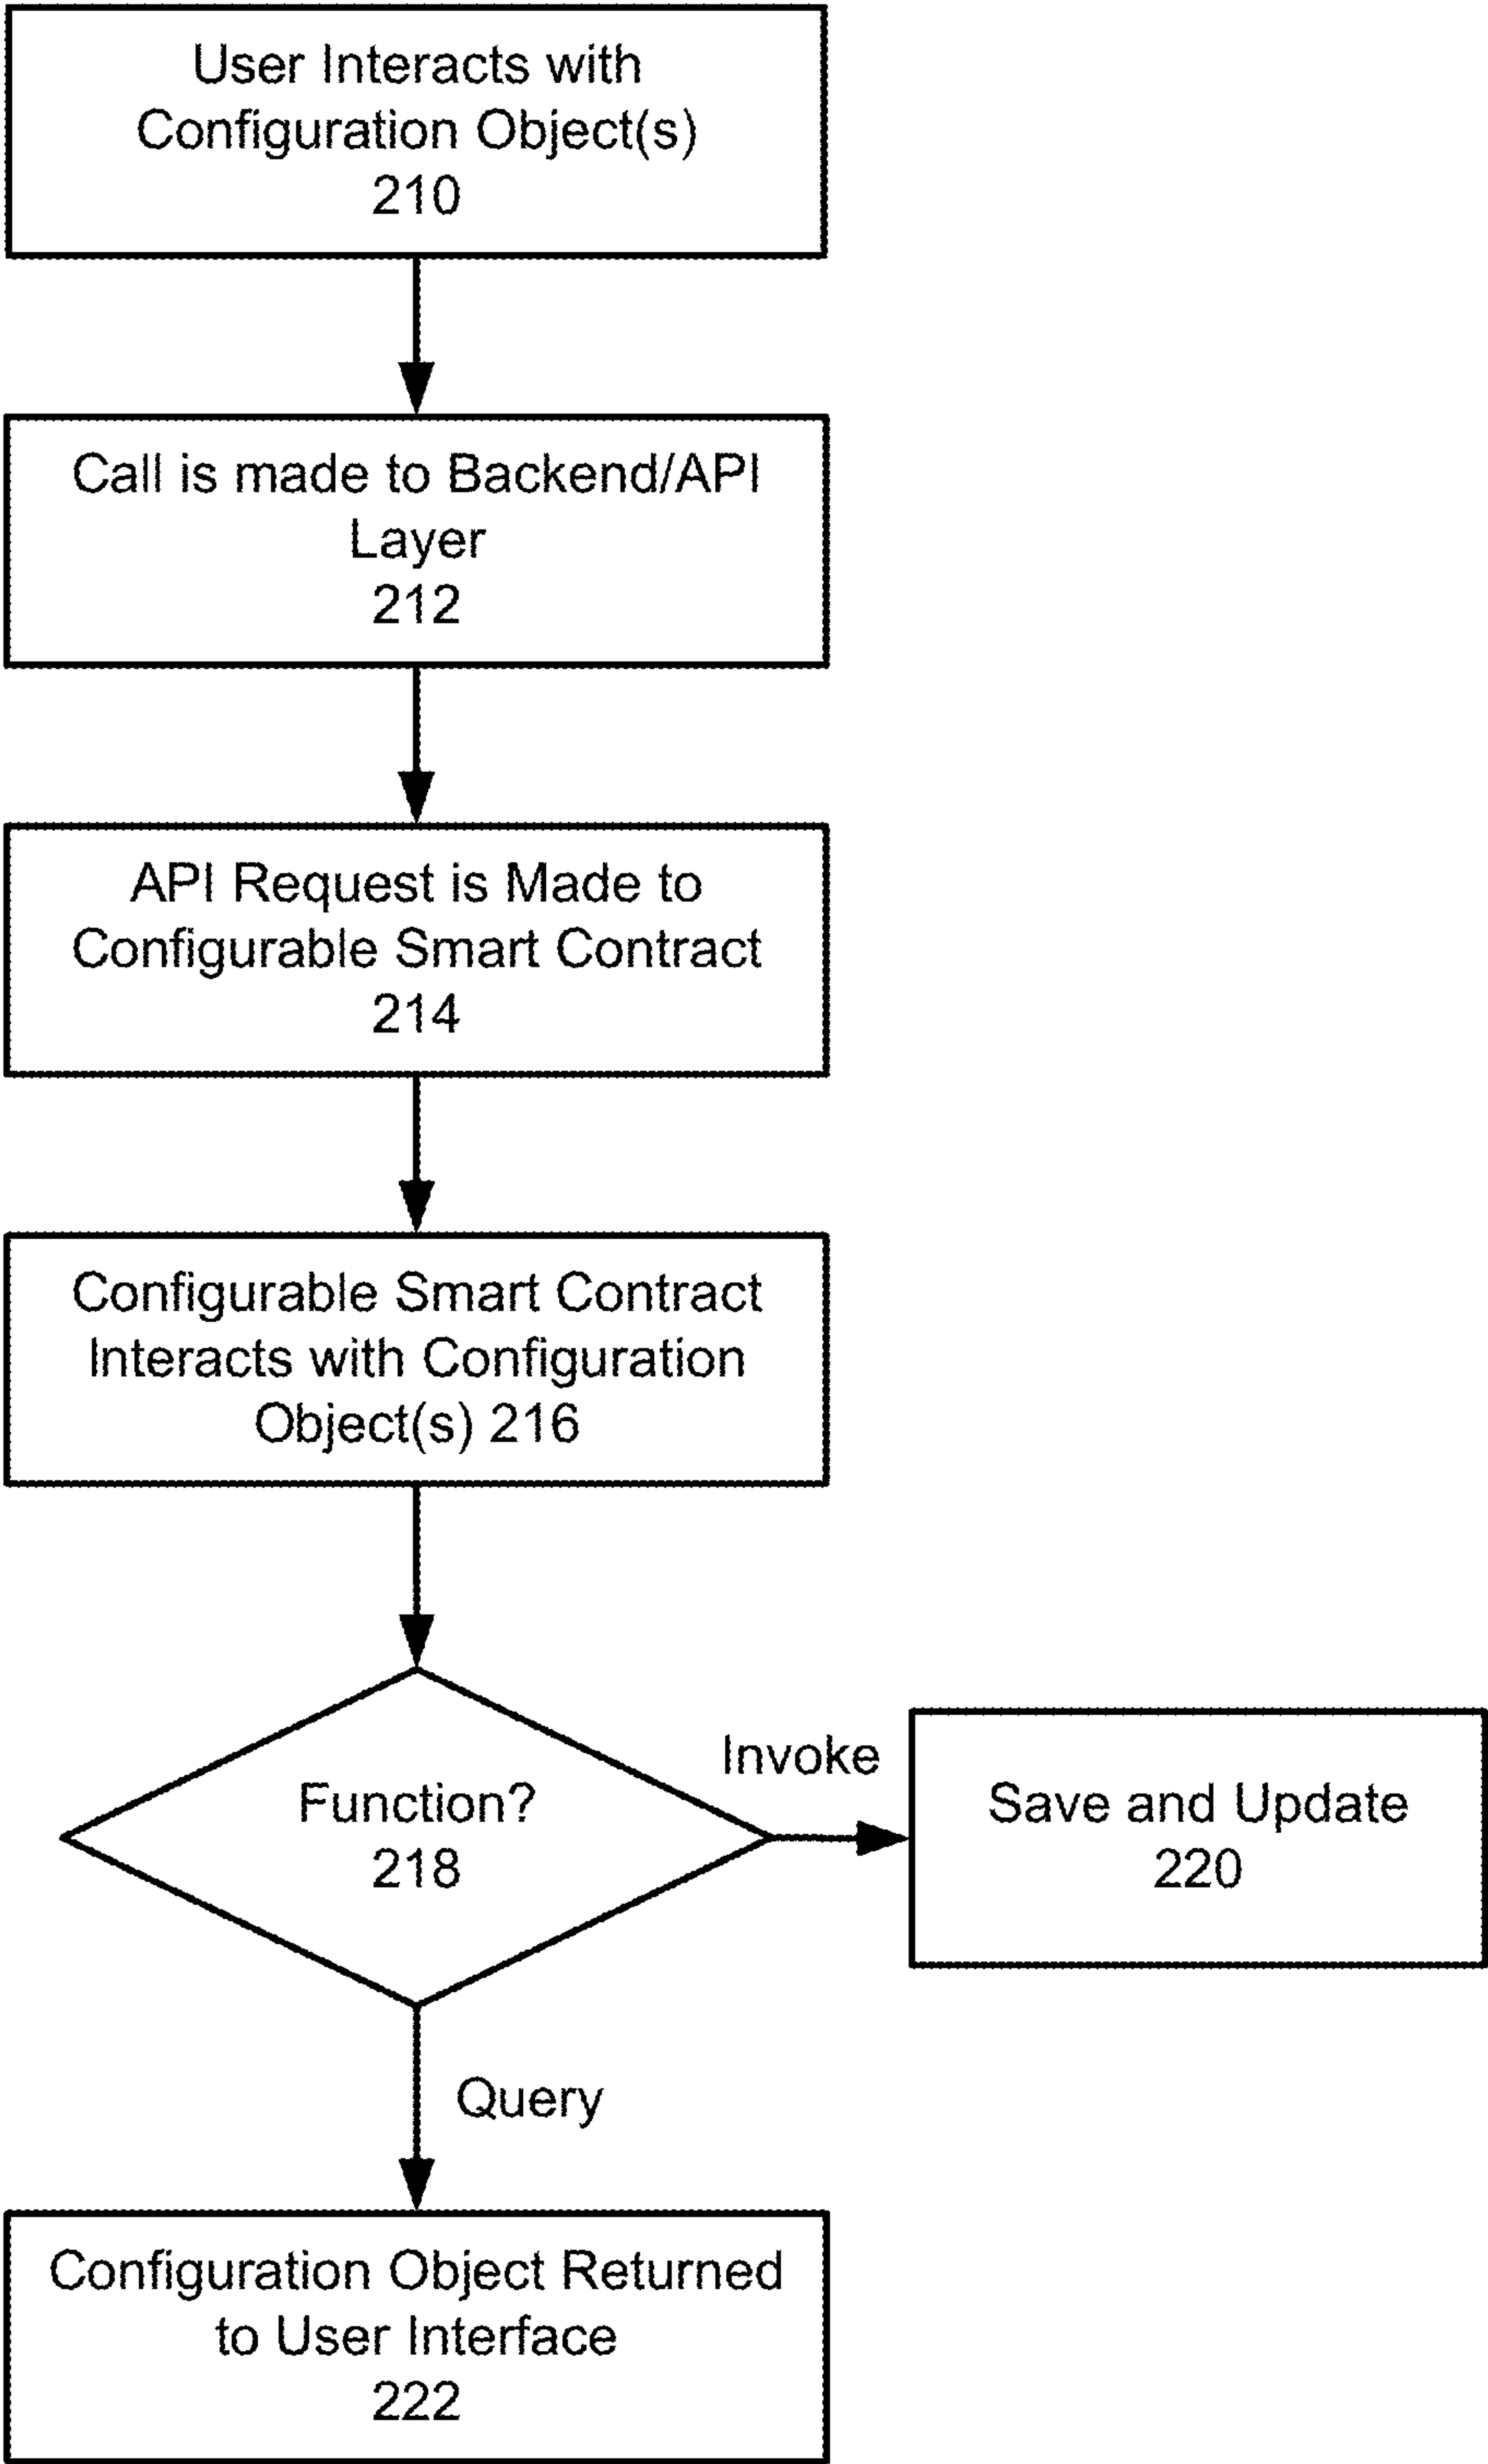 User Interacts with
Configuration Object(s)
210
Call is made to Backend/API
Layer
212
API Request is Made to
Configurable Smart Contract
214
Configurable Smart Contract
Interacts with Configuration
Object(s) 216
Function?
218
Invoke
Save and Update
220
Query
Configuration Object Returned
to User Interface
222